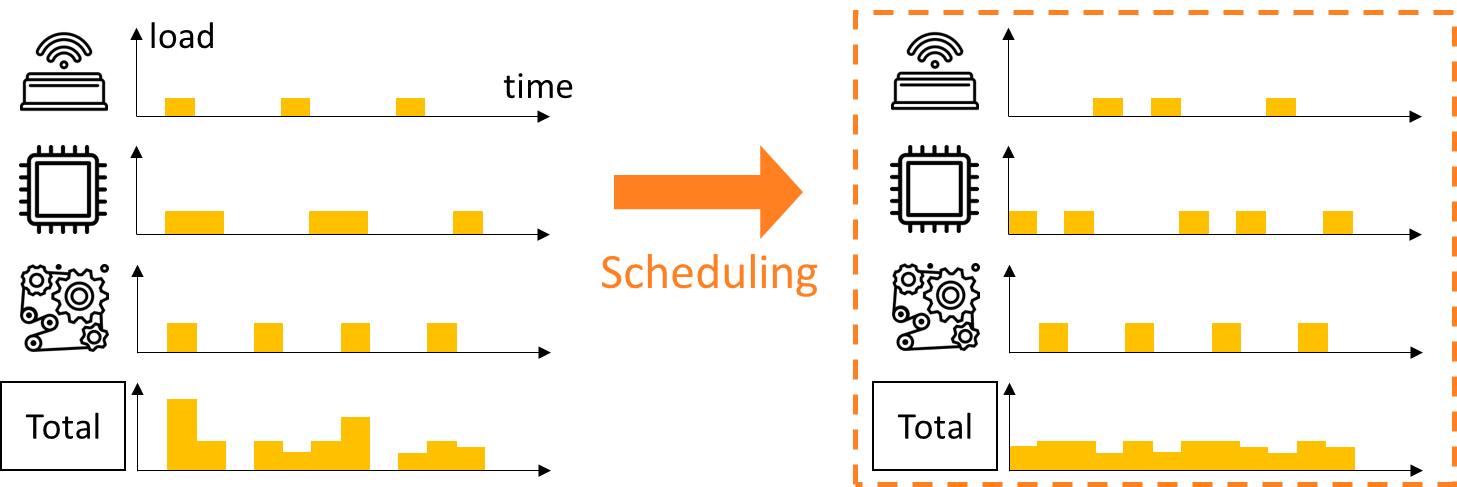 load
time
Scheduling
Total
Total